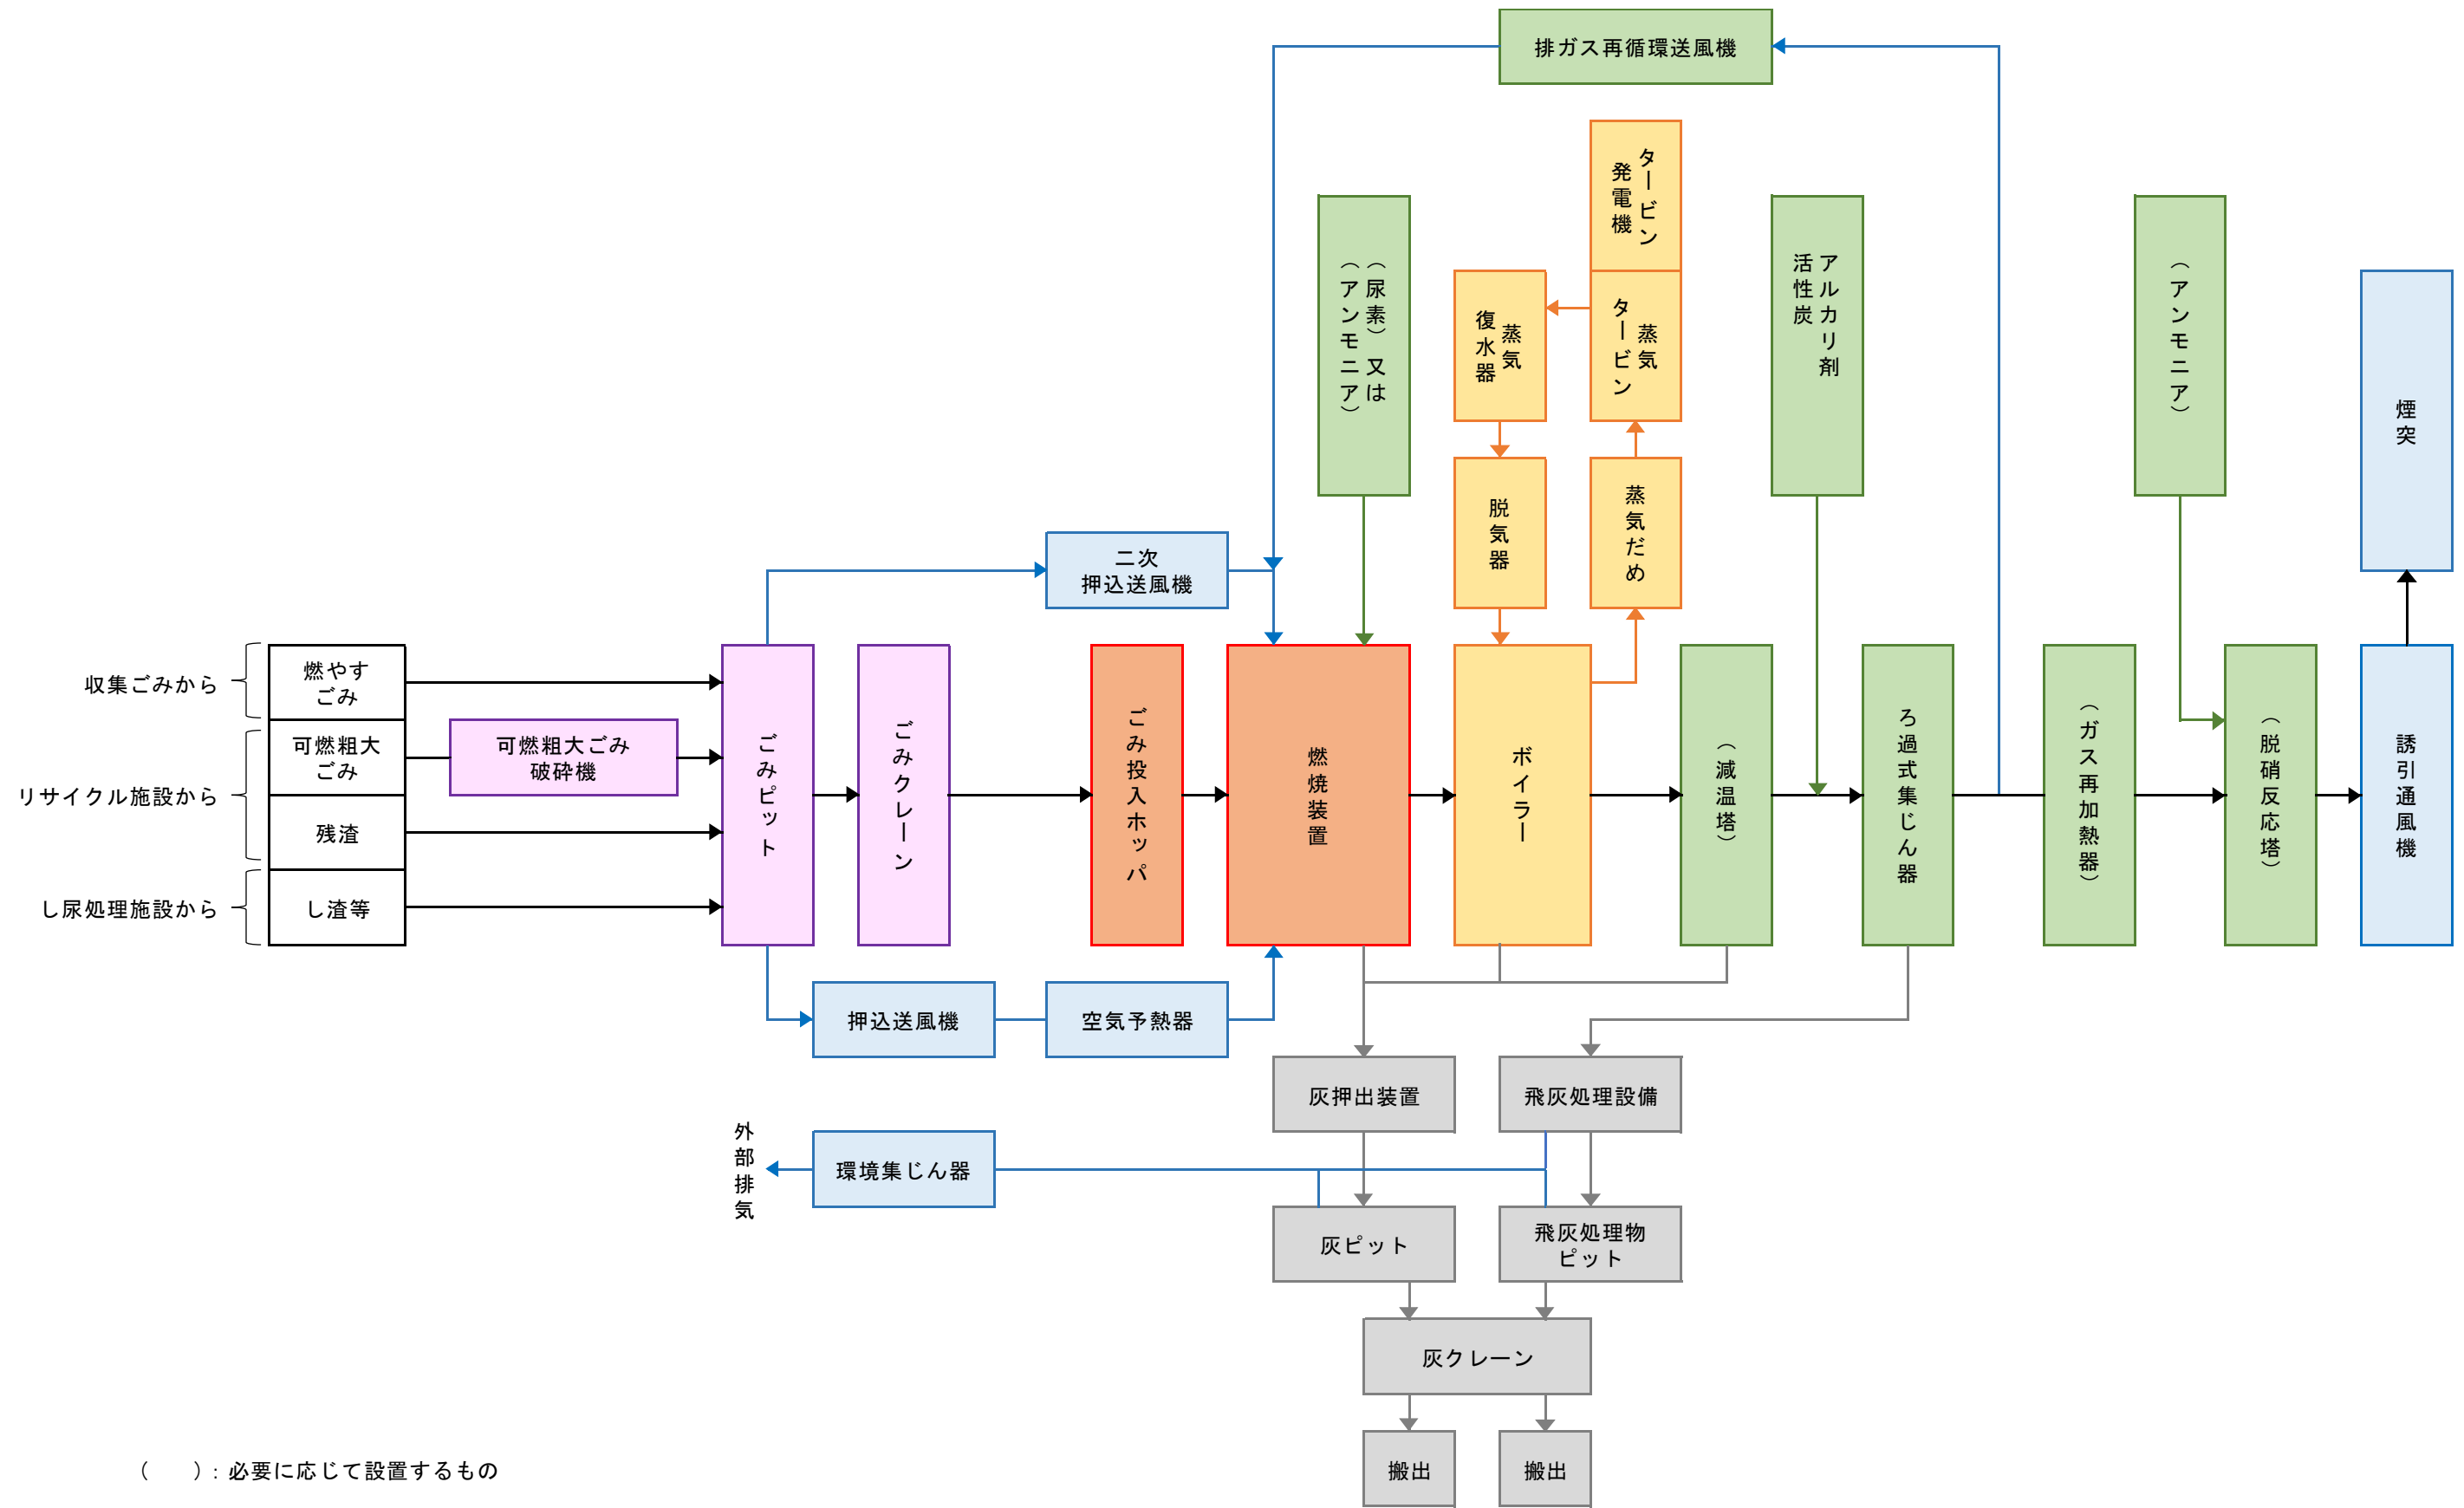 排ガス再循環送風機
タービン
発電機
（尿素）又は
（アンモニア）
蒸気
復水器
蒸気
タービン
アルカリ剤
活性炭
（アンモニア）
煙突
脱気器
蒸気だめ
二次
押込送風機
収集ごみから
燃やす
ごみ
リサイクル施設から
可燃粗大
ごみ
可燃粗大ごみ
破砕機
残渣
し尿処理施設から
し渣等
ごみピット
ごみクレーン
ごみ投入ホッパ
燃焼装置
ボイラー
（減温塔）
ろ過式集じん器
（ガス再加熱器）
（脱硝反応塔）
誘引通風機
押込送風機
空気予熱器
灰押出装置
飛灰処理設備
外部排気
環境集じん器
灰ピット
飛灰処理物
ピット
灰クレーン
搬出
搬出
（　　）: 必要に応じて設置するもの